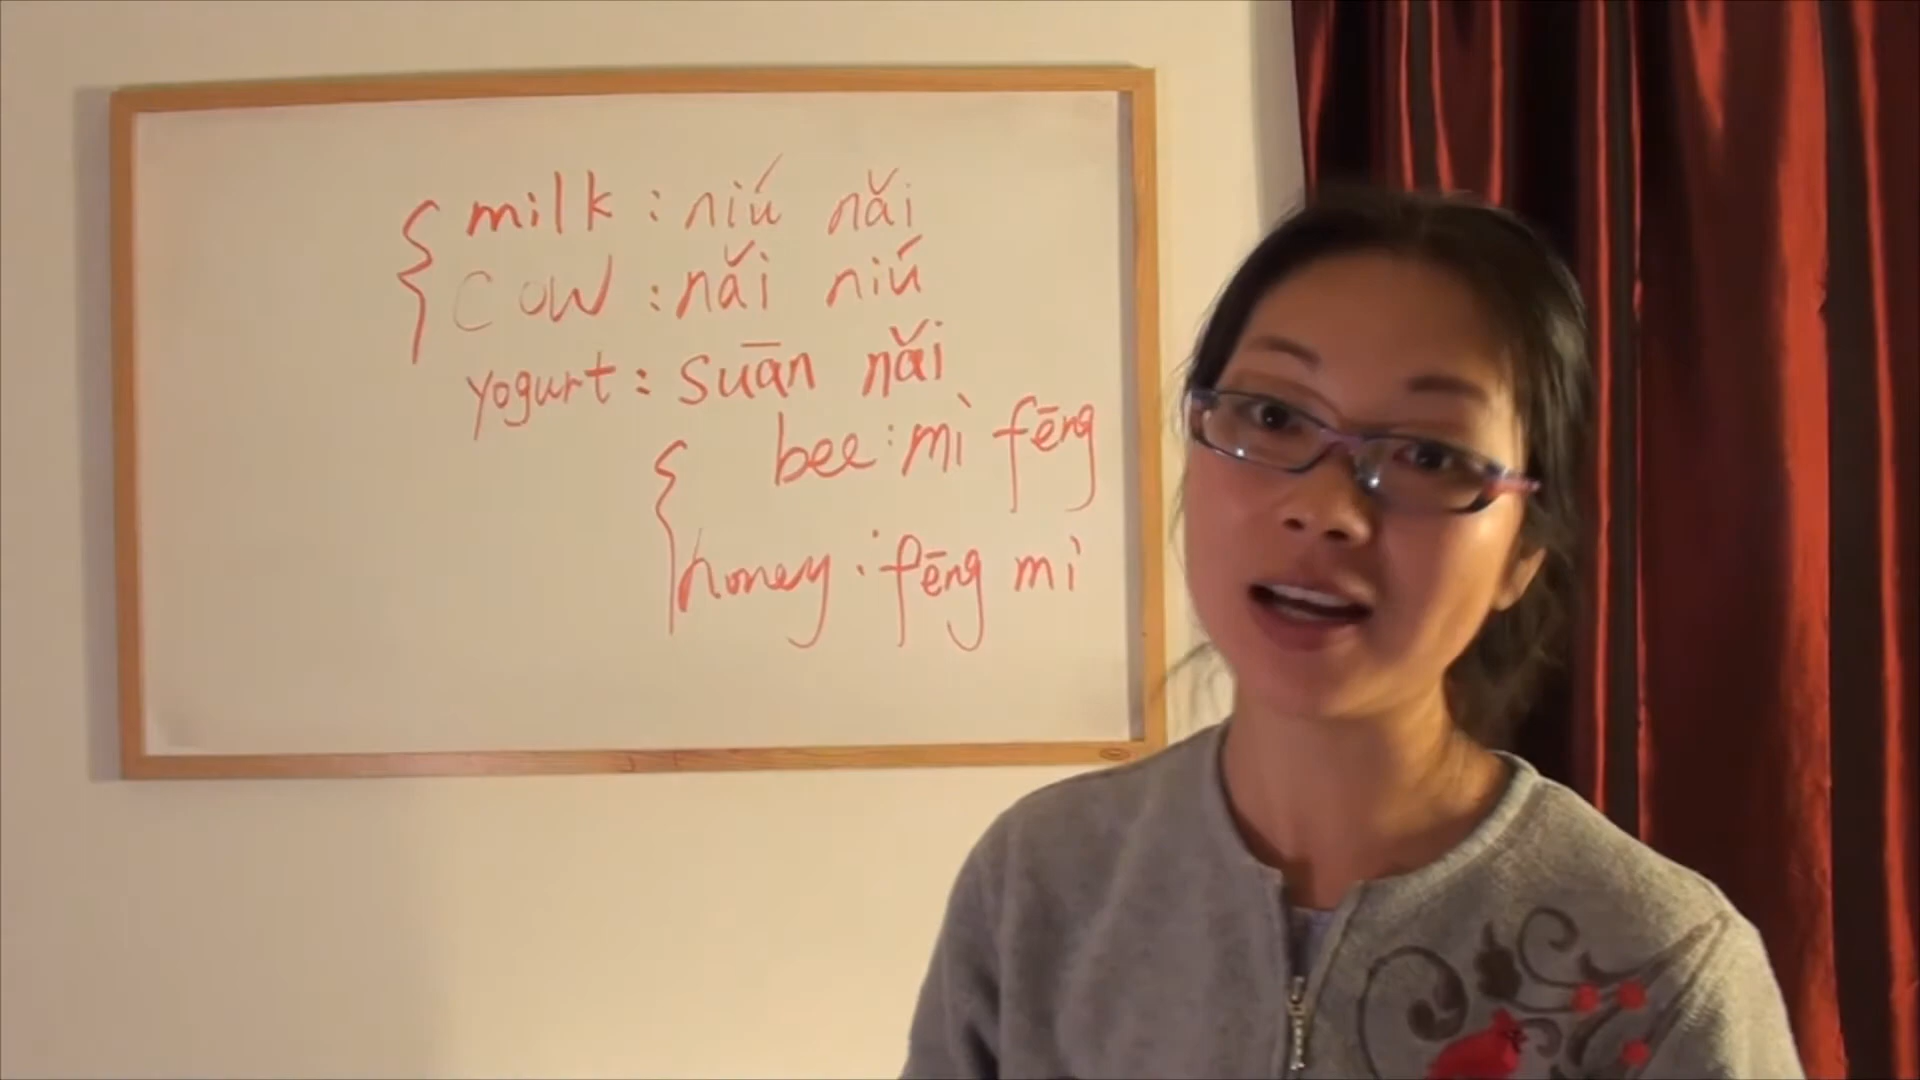 milk : niú nǎi
cow : nǎi niú
yogurt : suān nǎi
bee : mì fēng
honey : fēng mì